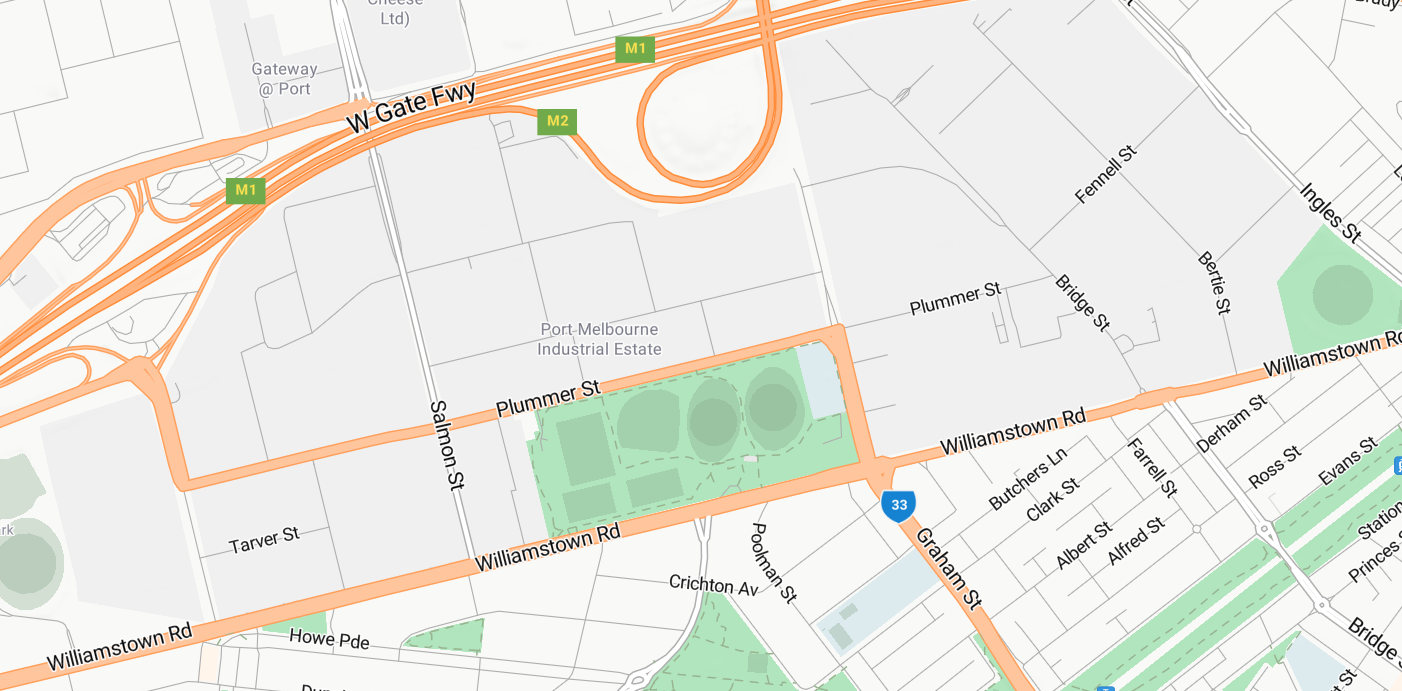 Cheese
Ltd)
Gateway
@ Port
M1
W Gate Fwy
M2
M1
Fennell St
Ingles St
Bertie St
Plummer St
Bridge St
Port Melbourne
Industrial Estate
Williamstown Rd
Plummer St
Salmon St
Williamstown Rd
Derham St
Farrell St
Ross St
Evans St
Butchers Ln
Clark St
33
Station
Albert St
Alfred St
Princes S
Tarver St
Williamstown Rd
Poolman St
Graham St
Crichton Av
Howe Pde
Williamstown Rd
Bridge S